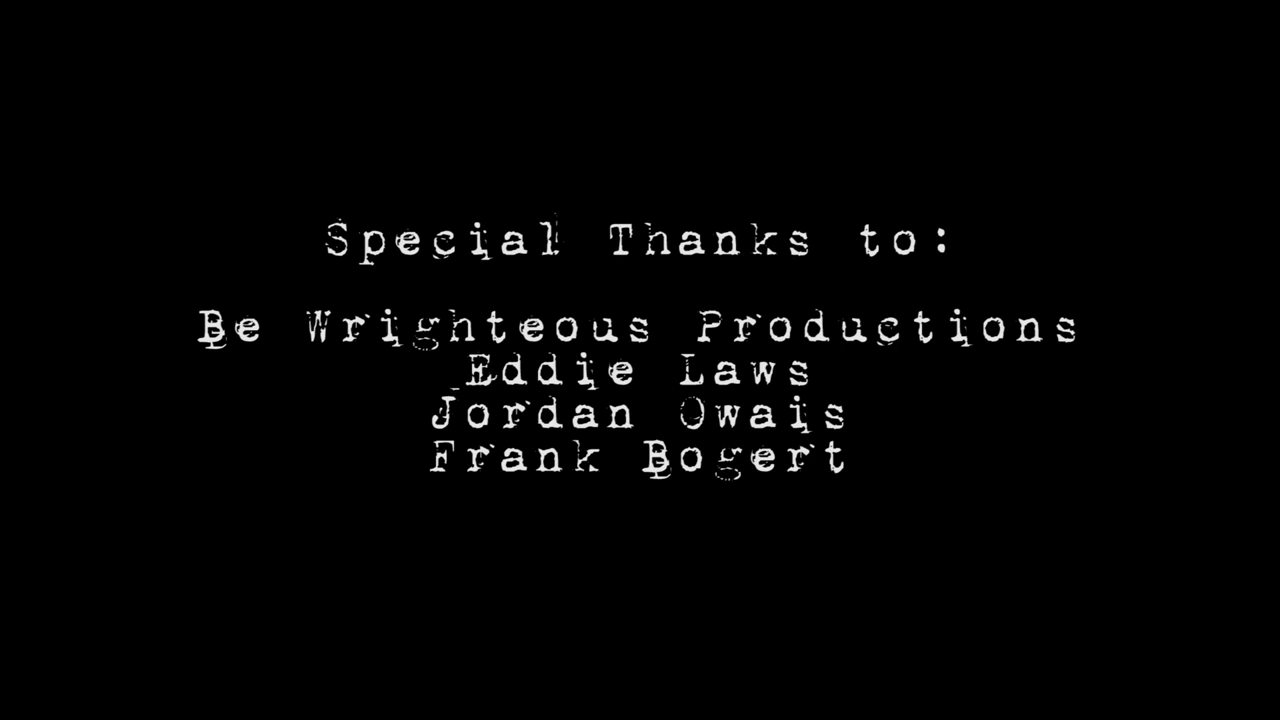 Special Thanks to:
Be Wrighteous Productions
Eddie Laws
Jordan Owais
Frank Bogert